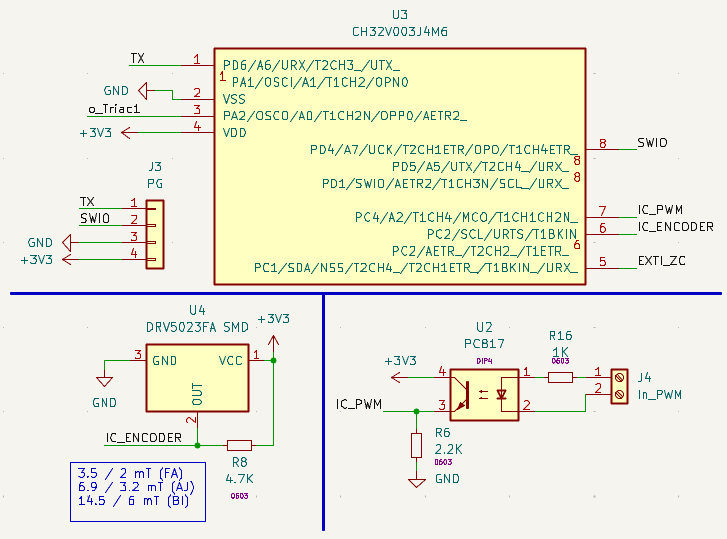 U3
CH32V003J4M6
TX 1 PD6/A6/URX/T2CH3_/UTX_
1 PA1/OSCI/A1/T1CH2/OPN0
GND 2 VSS
o_Triac1 3 PA2/OSCO/A0/T1CH2N/OPP0/AETR2_
+3V3 4 VDD
PD4/A7/UCK/T2CH1ETR/OPO/T1CH4ETR_ 8 SWIO
PD5/A5/UTX/T2CH4_/URX_ 8
PD1/SWIO/AETR2/T1CH3N/SCL_/URX_ 8
PC4/A2/T1CH4/MCO/T1CH1CH2N_ 7 IC_PWM
PC2/SCL/URTS/T1BKIN 6 IC_ENCODER
PC2/AETR_/T2CH2_/T1ETR_ 6
PC1/SDA/NSS/T2CH4_/T2CH1ETR_/T1BKIN_/URX_ 5 EXTI_ZC
J3
PG
TX 1
SWIO 2
GND 3
+3V3 4
U4
DRV5023FA SMD
+3V3
3 GND VCC 1
GND
OUT
2
IC_ENCODER
R8
4.7K
0603
3.5 / 2 mT (FA)
6.9 / 3.2 mT (AJ)
14.5 / 6 mT (BI)
U2
PC817
DIP4
+3V3 4
IC_PWM 3
1
2
R16
1K
0603
1
2
J4
In_PWM
R6
2.2K
0603
GND